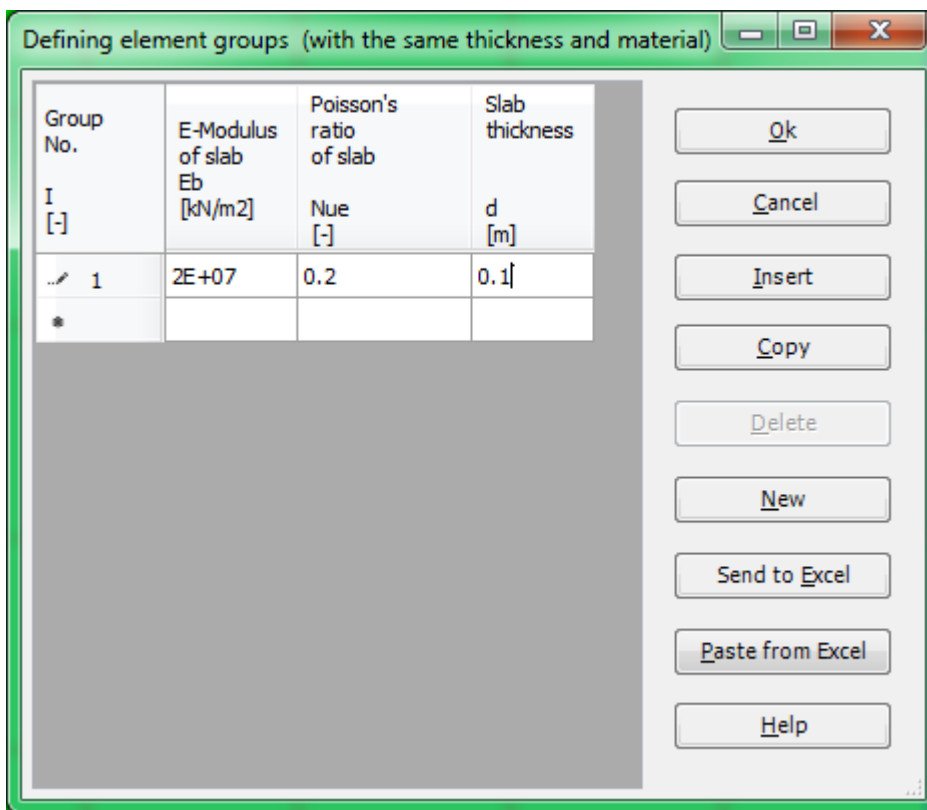 Defining element groups (with the same thickness and material)
Group
No.
I
[-]
E-Modulus
of slab
Eb
[kN/m2]
Poisson's
ratio
of slab
Nue
[-]
Slab
thickness
d
[m]
1
2E+07
0.2
0.1
Ok
Cancel
Insert
Copy
Delete
New
Send to Excel
Paste from Excel
Help